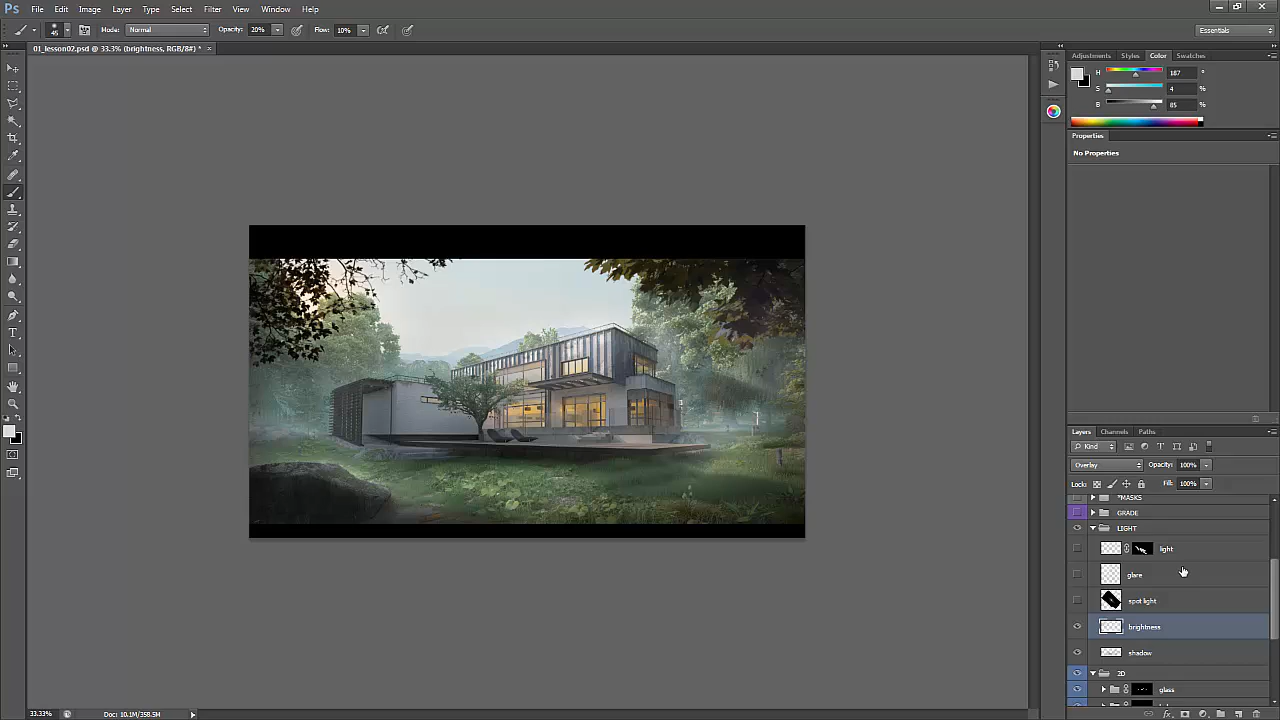 Ps File Edit Image Layer Type Select Filter View Window Help
45 Mode: Normal Opacity: 20% Flow: 10% Essentials
01_lesson02.psd @ 33.3% (brightness, RGB/8#) * ×
Adjustments Styles Color Swatches
H 187 °
S 4 %
B 85 %
Properties
No Properties
Layers Channels Paths
Kind
Overlay Opacity: 100%
Lock: Fill: 100%
*MASKS
GRADE
LIGHT
light
glare
spot light
brightness
shadow
2D
glass
33.33% Doc: 10.1M/358.5M